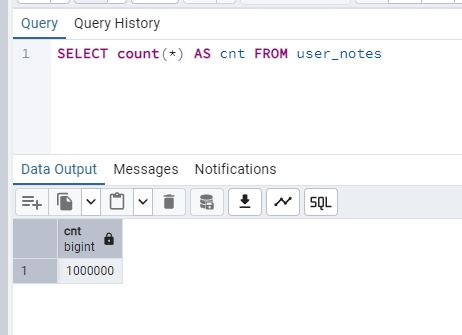 Query Query History
1 SELECT count(*) AS cnt FROM user_notes
Data Output Messages Notifications
SQL
cnt
bigint
1 1000000